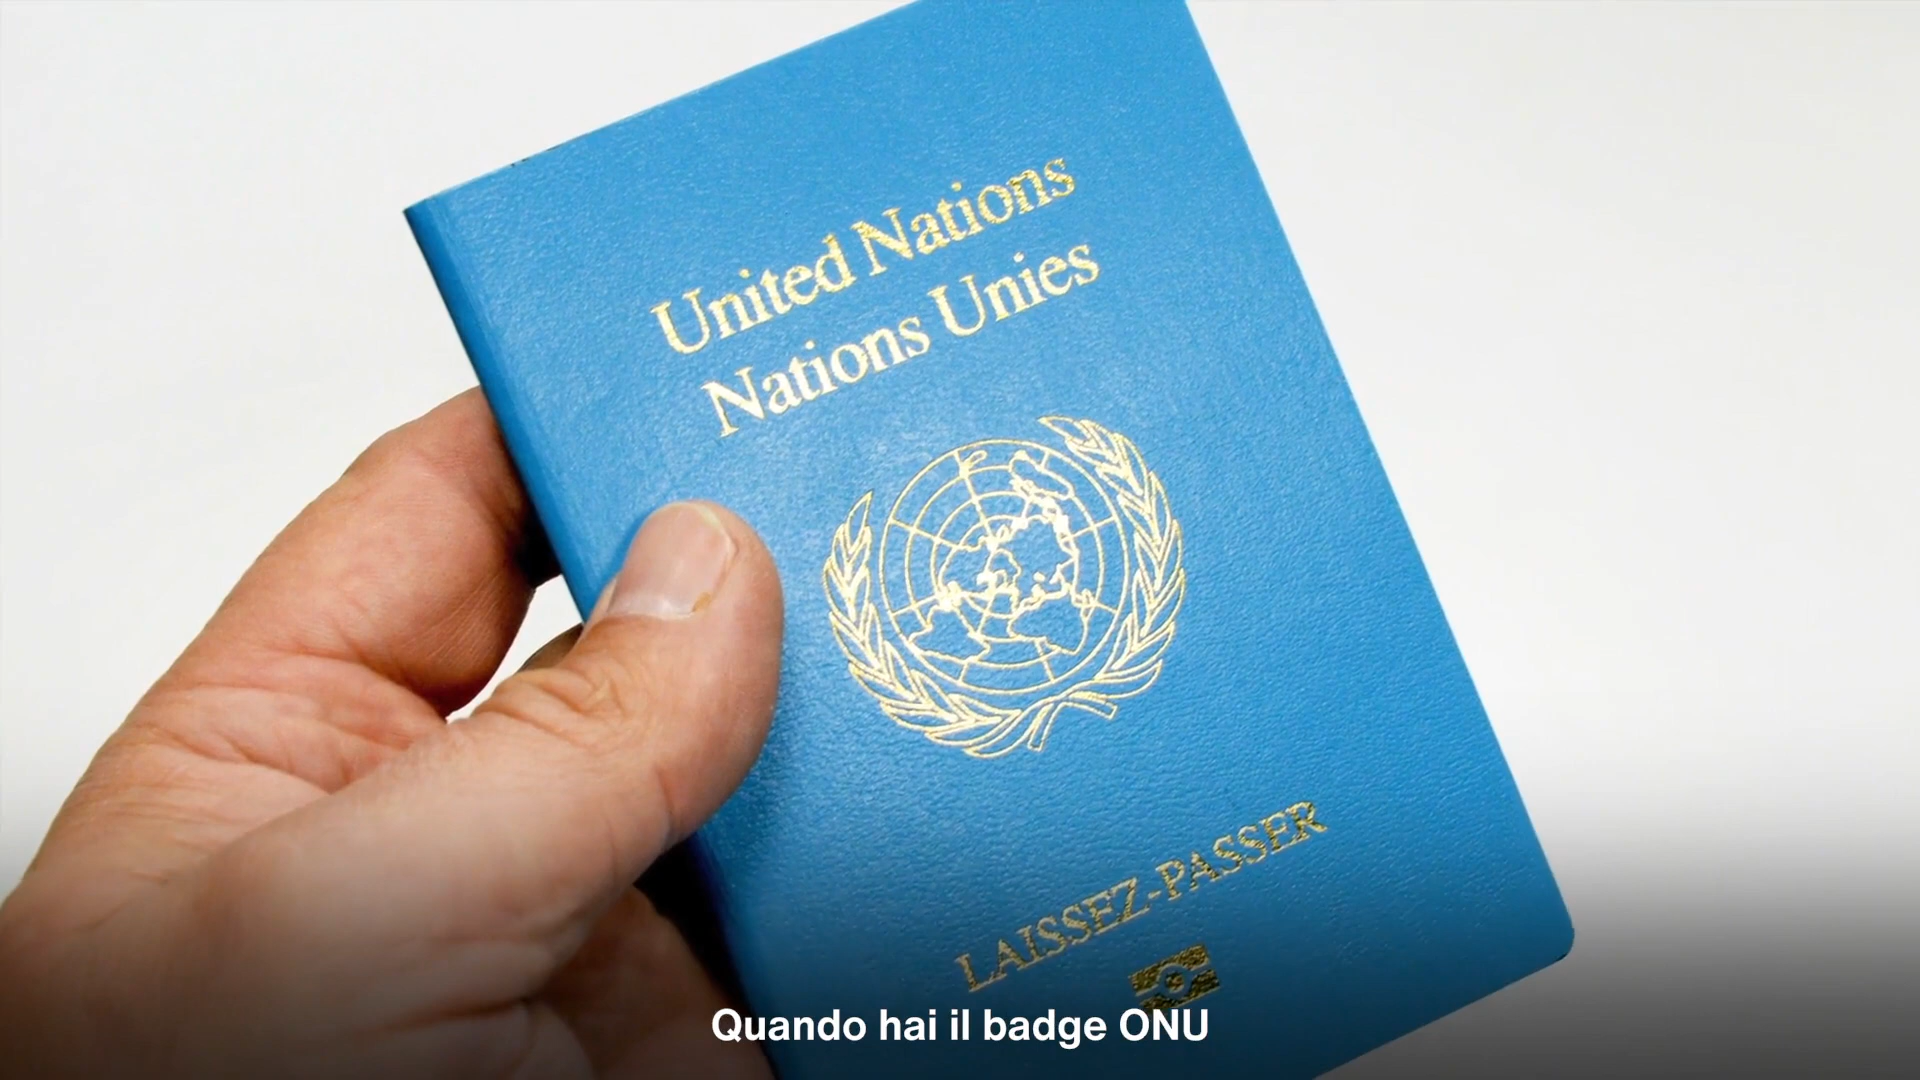 United Nations
Nations Unies
LAISSEZ-PASSER
Quando hai il badge ONU